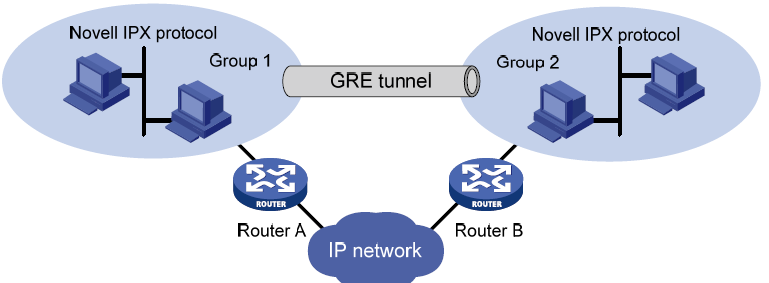 Novell IPX protocol
Group 1
GRE tunnel
Novell IPX protocol
Group 2
ROUTER
Router A
ROUTER
Router B
IP network